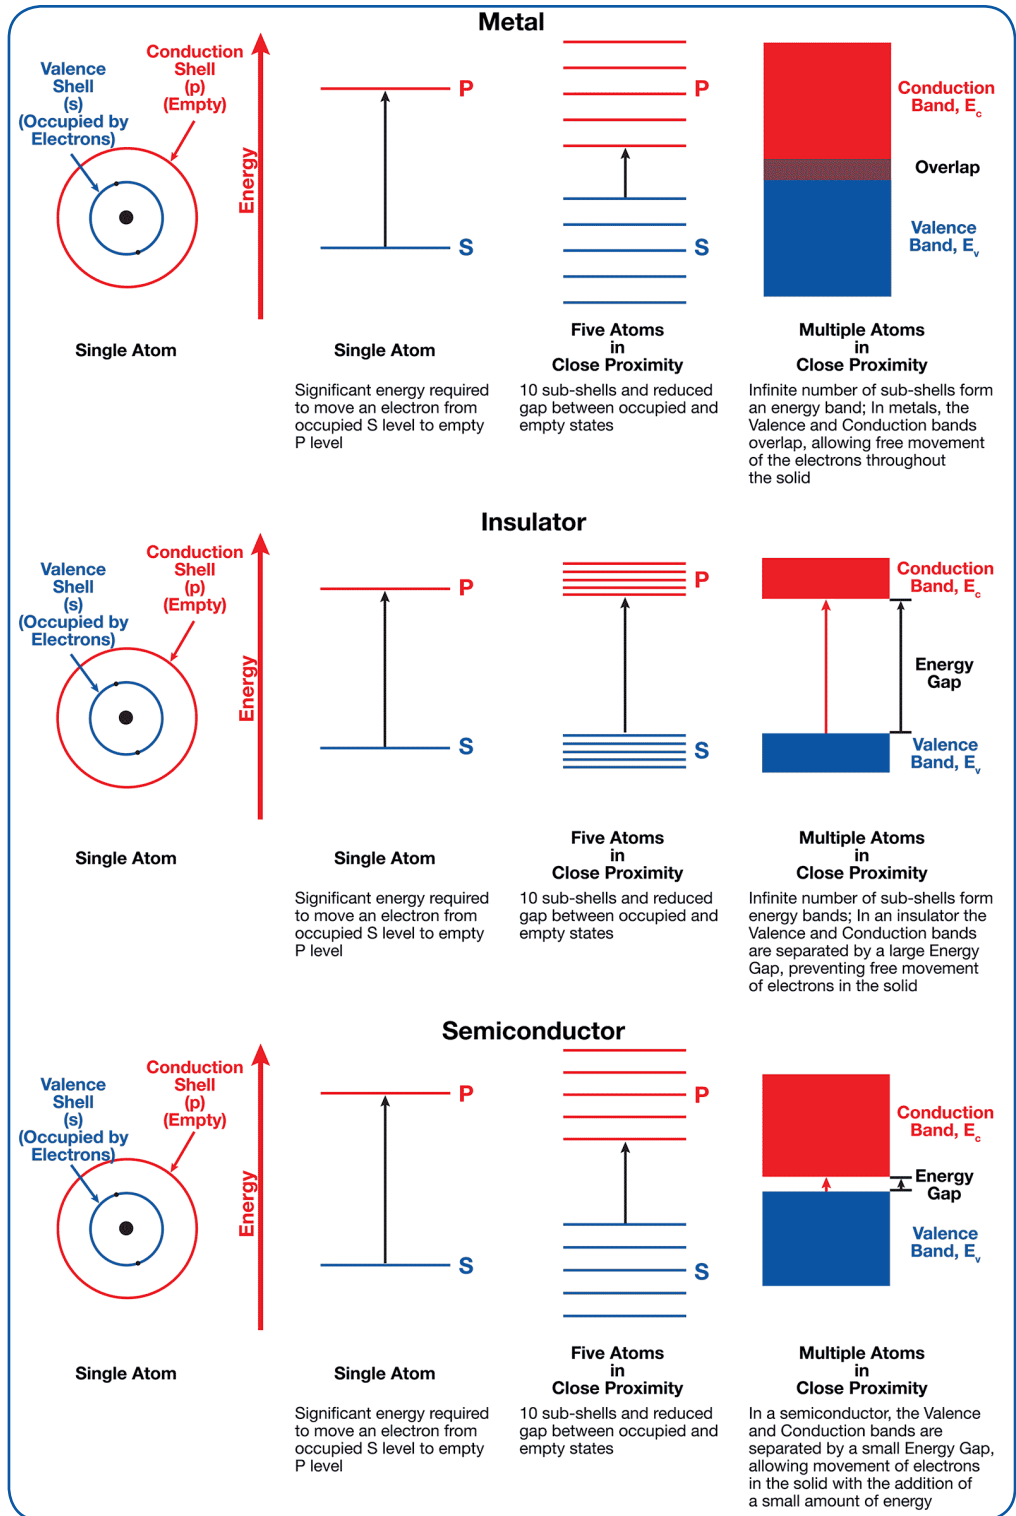 Metal
Valence
Shell
(s)
(Occupied by
Electrons)
Conduction
Shell
(p)
(Empty)
Energy
P
S
P
S
Conduction
Band, Ec
Overlap
Valence
Band, Ev
Single Atom
Single Atom
Significant energy required
to move an electron from
occupied S level to empty
P level
Five Atoms
in
Close Proximity
10 sub-shells and reduced
gap between occupied and
empty states
Multiple Atoms
in
Close Proximity
Infinite number of sub-shells form
an energy band; In metals, the
Valence and Conduction bands
overlap, allowing free movement
of the electrons throughout
the solid
Insulator
Valence
Shell
(s)
(Occupied by
Electrons)
Conduction
Shell
(p)
(Empty)
Energy
P
S
P
S
Conduction
Band, Ec
Energy
Gap
Valence
Band, Ev
Single Atom
Single Atom
Significant energy required
to move an electron from
occupied S level to empty
P level
Five Atoms
in
Close Proximity
10 sub-shells and reduced
gap between occupied and
empty states
Multiple Atoms
in
Close Proximity
Infinite number of sub-shells form
energy bands; In an insulator the
Valence and Conduction bands
are separated by a large Energy
Gap, preventing free movement
of electrons in the solid
Semiconductor
Valence
Shell
(s)
(Occupied by
Electrons)
Conduction
Shell
(p)
(Empty)
Energy
P
S
P
S
Conduction
Band, Ec
Energy
Gap
Valence
Band, Ev
Single Atom
Single Atom
Significant energy required
to move an electron from
occupied S level to empty
P level
Five Atoms
in
Close Proximity
10 sub-shells and reduced
gap between occupied and
empty states
Multiple Atoms
in
Close Proximity
In a semiconductor, the Valence
and Conduction bands are
separated by a small Energy Gap,
allowing movement of electrons
in the solid with the addition of
a small amount of energy